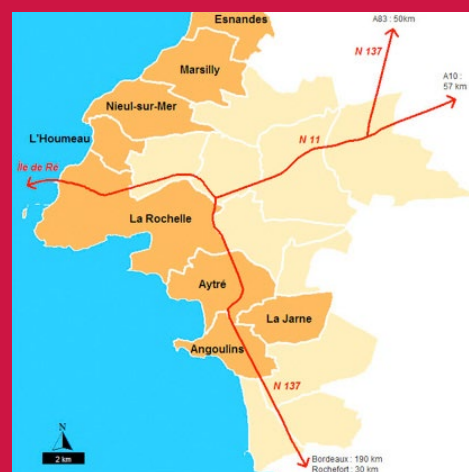 Esnandes
A83 : 50km
N 137
Marsilly
A10 :
57 km
Nieul-sur-Mer
N 11
L'Houmeau
Île de Ré
La Rochelle
Aytré
La Jarne
Angoulins
N 137
N
2 km
Bordeaux : 190 km
Rochefort : 30 km